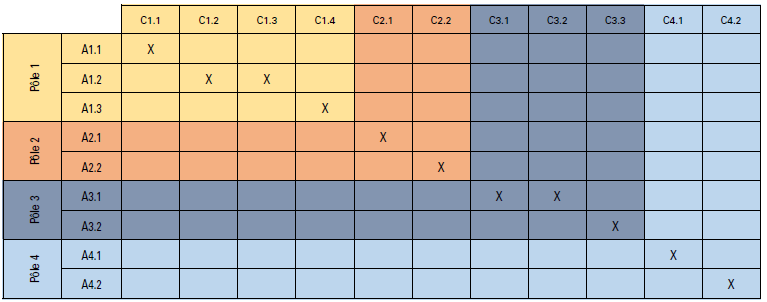 C1.1 C1.2 C1.3 C1.4 C2.1 C2.2 C3.1 C3.2 C3.3 C4.1 C4.2
Pôle 1
A1.1 X
A1.2 X X
A1.3 X
Pôle 2
A2.1 X
A2.2 X
Pôle 3
A3.1 X X
A3.2 X
Pôle 4
A4.1 X
A4.2 X